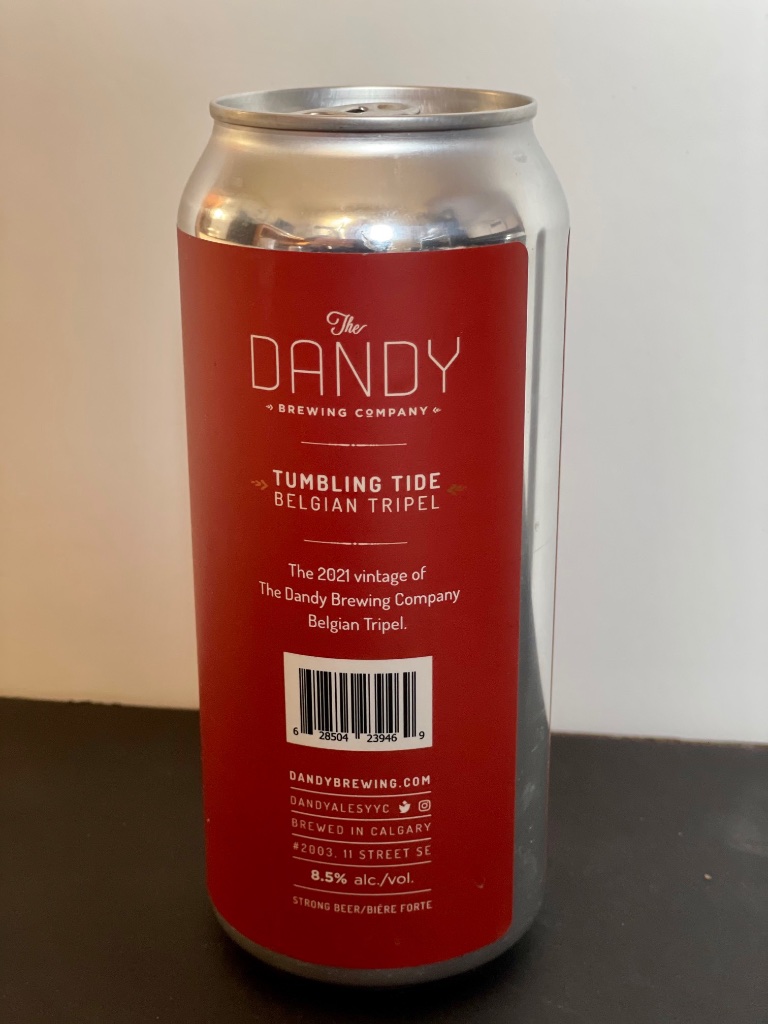 The
DANDY
BREWING COMPANY
TUMBLING TIDE
BELGIAN TRIPEL
The 2021 vintage of
The Dandy Brewing Company
Belgian Tripel.
6 28504 23946 9
DANDYBREWING.COM
DANDYALESYYC
BREWED IN CALGARY
#2003, 11 STREET SE
8.5% alc./vol.
STRONG BEER/BIÈRE FORTE